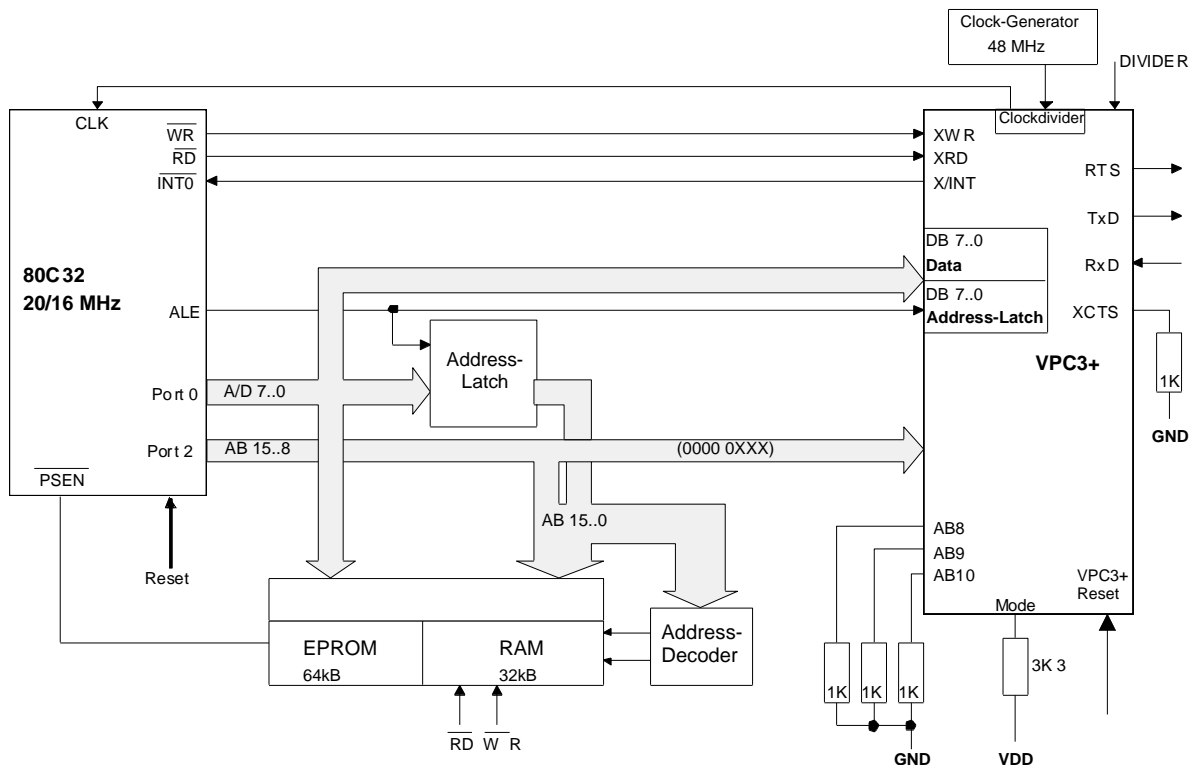 Clock-Generator
48 MHz
DIVIDER
CLK
Clockdivider
WR
XWR
RD
XRD
INT0
X/INT
RTS
TxD
DB 7..0
Data
RxD
80C32
20/16 MHz
DB 7..0
ALE
Address-Latch
XCTS
Address-
Latch
VPC3+
1K
Port 0
A/D 7..0
GND
Port 2
AB 15..8
(0000 0XXX)
PSEN
AB 15..0
AB8
AB9
AB10
Reset
VPC3+
Reset
Mode
EPROM
64kB
RAM
32kB
Address-
Decoder
3K3
1K
1K
1K
RD
WR
GND
VDD